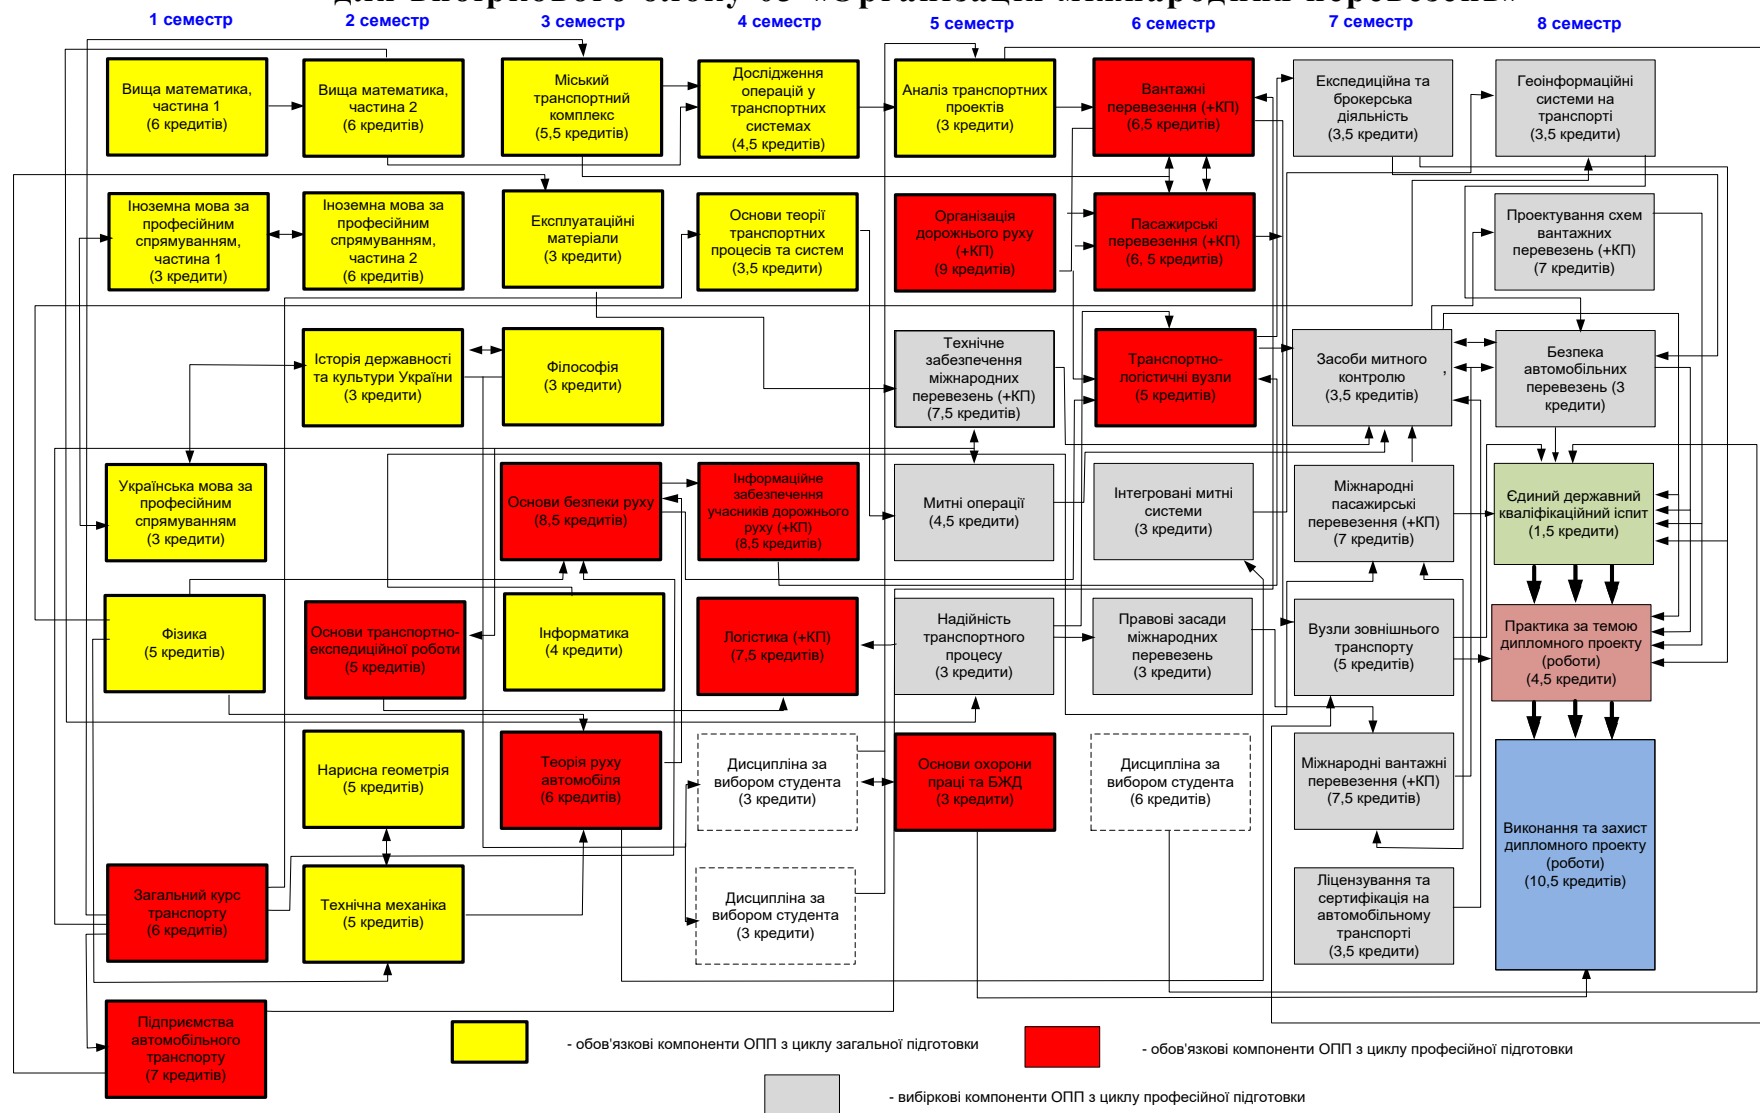 для вибіркового блоку 03 «Організація міжнародних перевезень»
1 семестр
2 семестр
3 семестр
4 семестр
5 семестр
6 семестр
7 семестр
8 семестр
Вища математика,
частина 1
(6 кредитів)
Вища математика,
частина 2
(6 кредитів)
Міський
транспортний
комплекс
(5,5 кредитів)
Дослідження
операцій у
транспортних
системах
(4,5 кредитів)
Аналіз транспортних
проектів
(3 кредити)
Вантажні
перевезення (+КП)
(6,5 кредитів)
Експедиційна та
брокерська
діяльність
(3,5 кредити)
Геоінформаційні
системи на
транспорті
(3,5 кредити)
Іноземна мова за
професійним
спрямуванням,
частина 1
(3 кредити)
Іноземна мова за
професійним
спрямуванням,
частина 2
(6 кредитів)
Експлуатаційні
матеріали
(3 кредити)
Основи теорії
транспортних
процесів та систем
(3,5 кредити)
Організація
дорожнього руху
(+КП)
(9 кредитів)
Пасажирські
перевезення (+КП)
(6, 5 кредитів)
Проектування схем
вантажних
перевезень (+КП)
(7 кредитів)
Історія державності
та культури України
(3 кредити)
Філософія
(3 кредити)
Технічне
забезпечення
міжнародних
перевезень (+КП)
(7,5 кредитів)
Транспортно-
логістичні вузли
(5 кредитів)
Засоби митного
контролю
(3,5 кредитів)
,
Безпека
автомобільних
перевезень (3
кредити)
Українська мова за
професійним
спрямуванням
(3 кредити)
Основи безпеки руху
(8,5 кредитів)
Інформаційне
забезпечення
учасників дорожнього
руху (+КП)
(8,5 кредитів)
Митні операції
(4,5 кредити)
Інтегровані митні
системи
(3 кредити)
Міжнародні
пасажирські
перевезення (+КП)
(7 кредитів)
Єдиний державний
кваліфікаційний іспит
(1,5 кредити)
Фізика
(5 кредитів)
Основи транспортно-
експедиційної роботи
(5 кредитів)
Інформатика
(4 кредити)
Логістика (+КП)
(7,5 кредитів)
Надійність
транспортного
процесу
(3 кредити)
Правові засади
міжнародних
перевезень
(3 кредити)
Вузли зовнішнього
транспорту
(5 кредитів)
Практика за темою
дипломного проекту
(роботи)
(4,5 кредити)
Нарисна геометрія
(5 кредитів)
Теорія руху
автомобіля
(6 кредитів)
Дисципліна за
вибором студента
(3 кредити)
Основи охорони
праці та БЖД
(3 кредити)
Дисципліна за
вибором студента
(6 кредитів)
Міжнародні вантажні
перевезення (+КП)
(7,5 кредитів)
Виконання та захист
дипломного проекту
(роботи)
(10,5 кредитів)
Загальний курс
транспорту
(6 кредитів)
Технічна механіка
(5 кредитів)
Дисципліна за
вибором студента
(3 кредити)
Ліцензування та
сертифікація на
автомобільному
транспорті
(3,5 кредити)
Підприємства
автомобільного
транспорту
(7 кредитів)
- обов'язкові компоненти ОПП з циклу загальної підготовки
- обов'язкові компоненти ОПП з циклу професійної підготовки
- вибіркові компоненти ОПП з циклу професійної підготовки